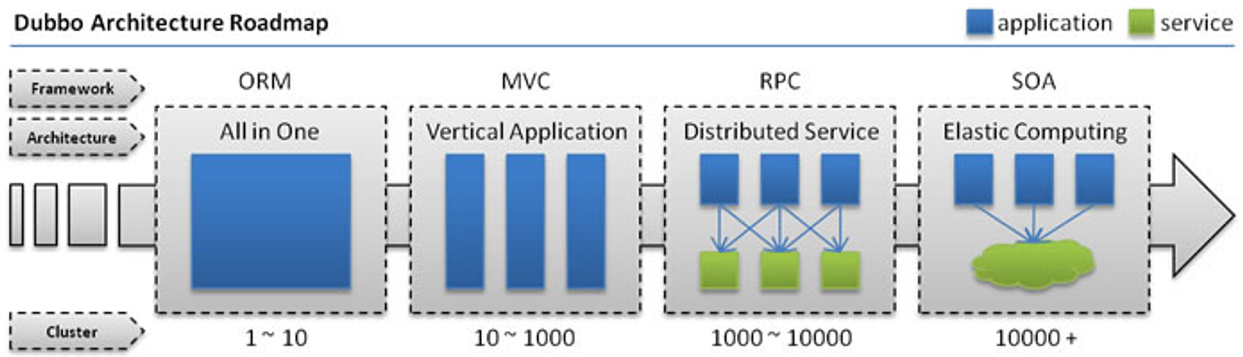 Dubbo Architecture Roadmap
application
service
Framework
ORM
MVC
RPC
SOA
Architecture
All in One
Vertical Application
Distributed Service
Elastic Computing
Cluster
1 ~ 10
10 ~ 1000
1000 ~ 10000
10000 +